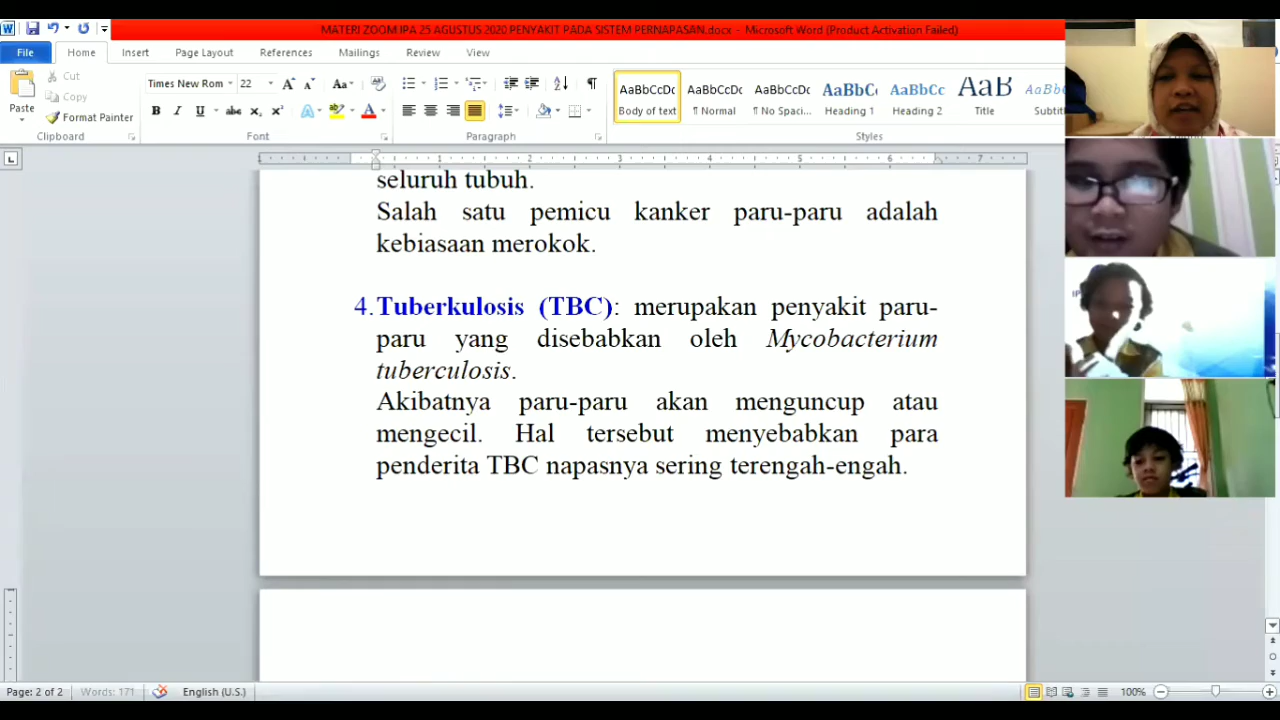 MATERI ZOOM IPA 25 AGUSTUS 2020 PENYAKIT PADA SISTEM PERNAPASAN.docx - Microsoft Word (Product Activation Failed)
File Home Insert Page Layout References Mailings Review View
Paste
Cut
Copy
Format Painter
Clipboard
Times New Rom 22
Font
Paragraph
AaBbCcDc AaBbCcDc AaBbCcDc AaBbC AaBbCc AaB AaBbCc
Body of text ¶ Normal ¶ No Spaci... Heading 1 Heading 2 Title Subtitl
Styles
seluruh tubuh.
Salah satu pemicu kanker paru-paru adalah
kebiasaan merokok.
4. Tuberkulosis (TBC): merupakan penyakit paru-
paru yang disebabkan oleh Mycobacterium
tuberculosis.
Akibatnya paru-paru akan menguncup atau
mengecil. Hal tersebut menyebabkan para
penderita TBC napasnya sering terengah-engah.
Page: 2 of 2 Words: 171 English (U.S.) 100%